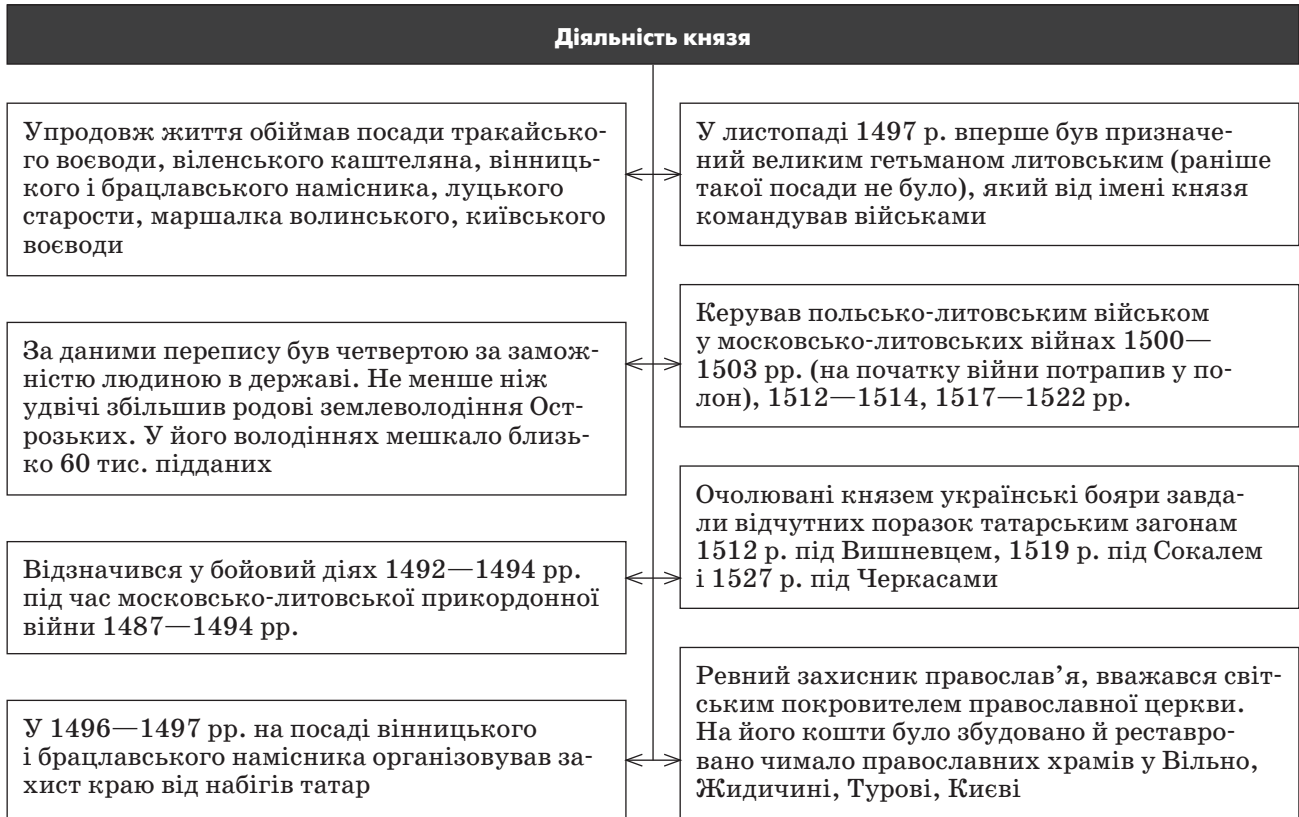 Діяльність князя
Упродовж життя обіймав посади тракайсько-
го воєводи, віленського каштеляна, вінниць-
кого і брацлавського намісника, луцького
старости, маршалка волинського, київського
воєводи
У листопаді 1497 р. вперше був призначе-
ний великим гетьманом литовським (раніше
такої посади не було), який від імені князя
командував військами
За даними перепису був четвертою за замож-
ністю людиною в державі. Не менше ніж
удвічі збільшив родові землеволодіння Ост-
розьких. У його володіннях мешкало близь-
ко 60 тис. підданих
Керував польсько-литовським військом
у московсько-литовських війнах 1500—
1503 рр. (на початку війни потрапив у по-
лон), 1512—1514, 1517—1522 рр.
Відзначився у бойовий діях 1492—1494 рр.
під час московсько-литовської прикордонної
війни 1487—1494 рр.
Очолювані князем українські бояри завда-
ли відчутних поразок татарським загонам
1512 р. під Вишневцем, 1519 р. під Сокалем
і 1527 р. під Черкасами
У 1496—1497 рр. на посаді вінницького
і брацлавського намісника організовував за-
хист краю від набігів татар
Ревний захисник православ’я, вважався світ-
ським покровителем православної церкви.
На його кошти було збудовано й реставро-
вано чимало православних храмів у Вільно,
Жидичині, Турові, Києві